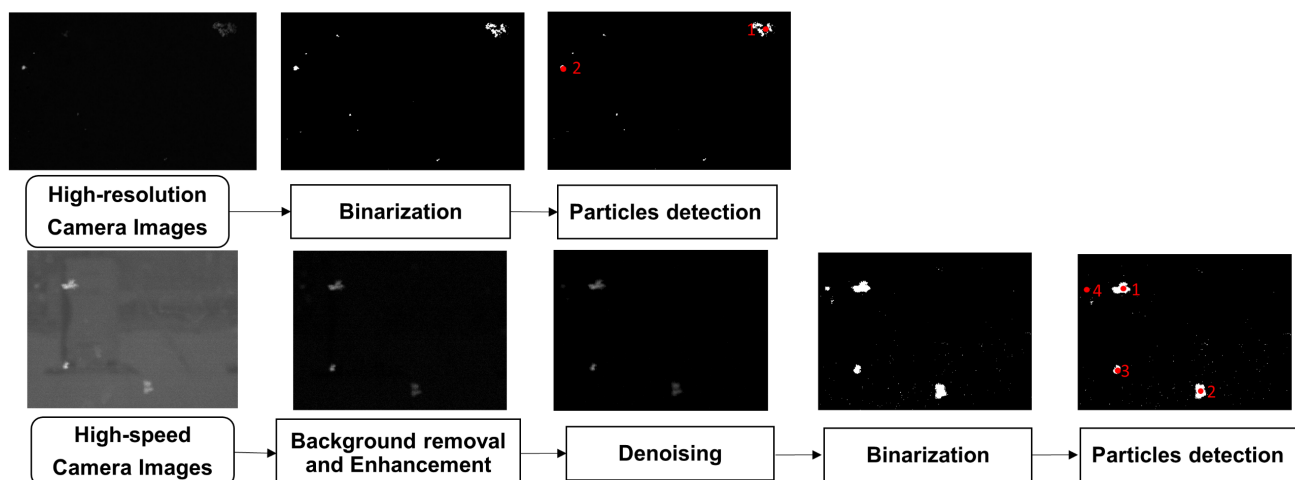 1
2
High-resolution
Camera Images
Binarization
Particles detection
4
1
3
2
High-speed
Camera Images
Background removal
and Enhancement
Denoising
Binarization
Particles detection